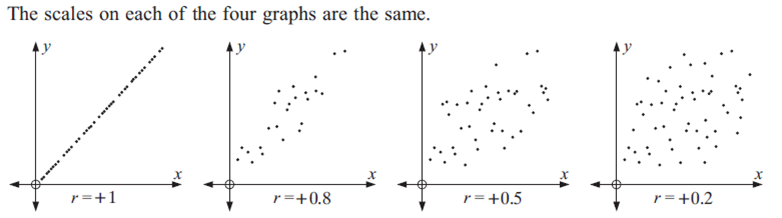 The scales on each of the four graphs are the same.
y y y y
x x x x
r=+1 r=+0.8 r=+0.5 r=+0.2